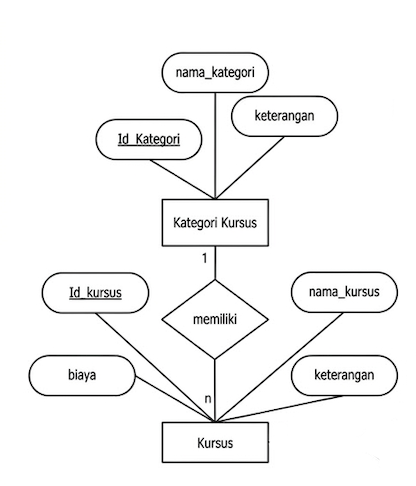 nama_kategori
keterangan
Id_Kategori
Kategori Kursus
1
Id_kursus
nama_kursus
memiliki
biaya
keterangan
n
Kursus